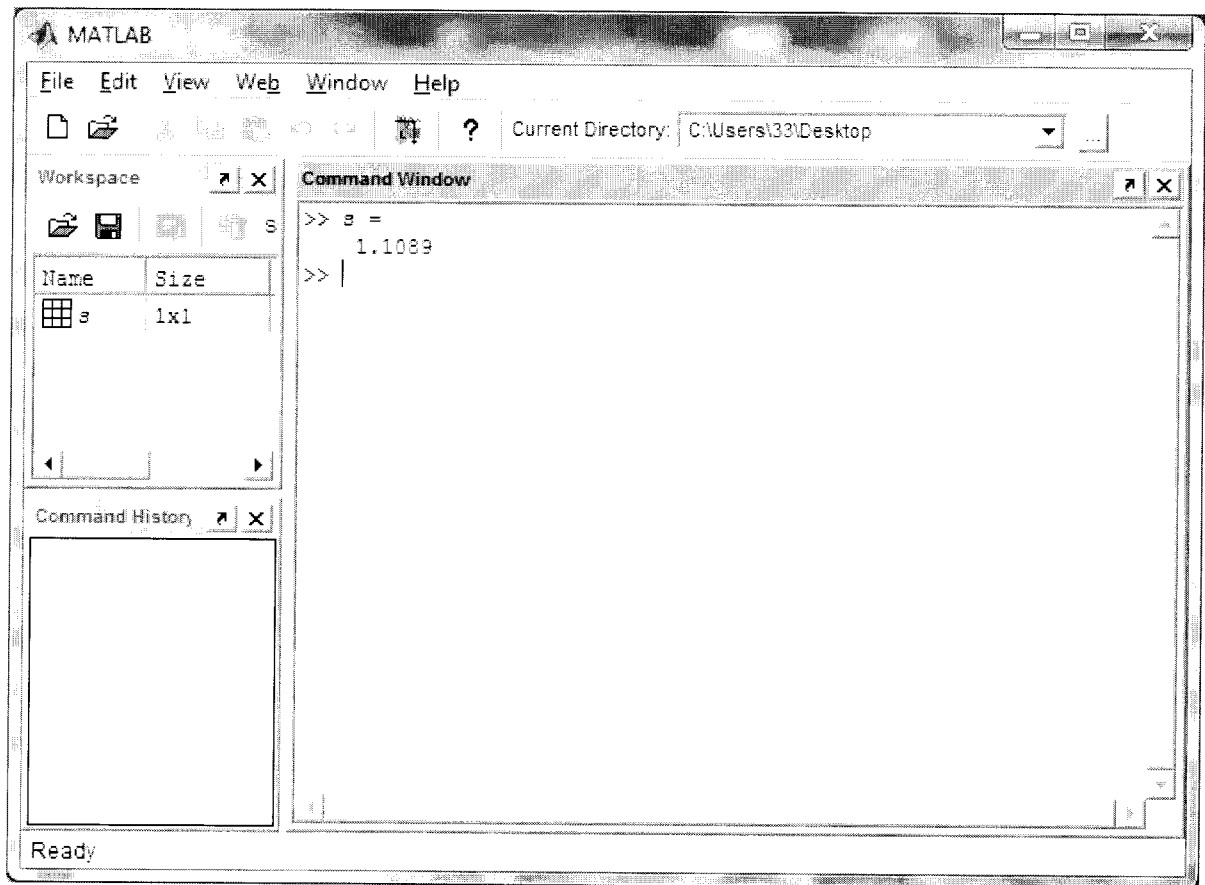 MATLAB
File Edit View Web Window Help
? Current Directory: C:\Users\33\Desktop ...
Workspace
S
Name Size
s 1x1
Command History
Command Window
>> s =
1.1089
>>
Ready